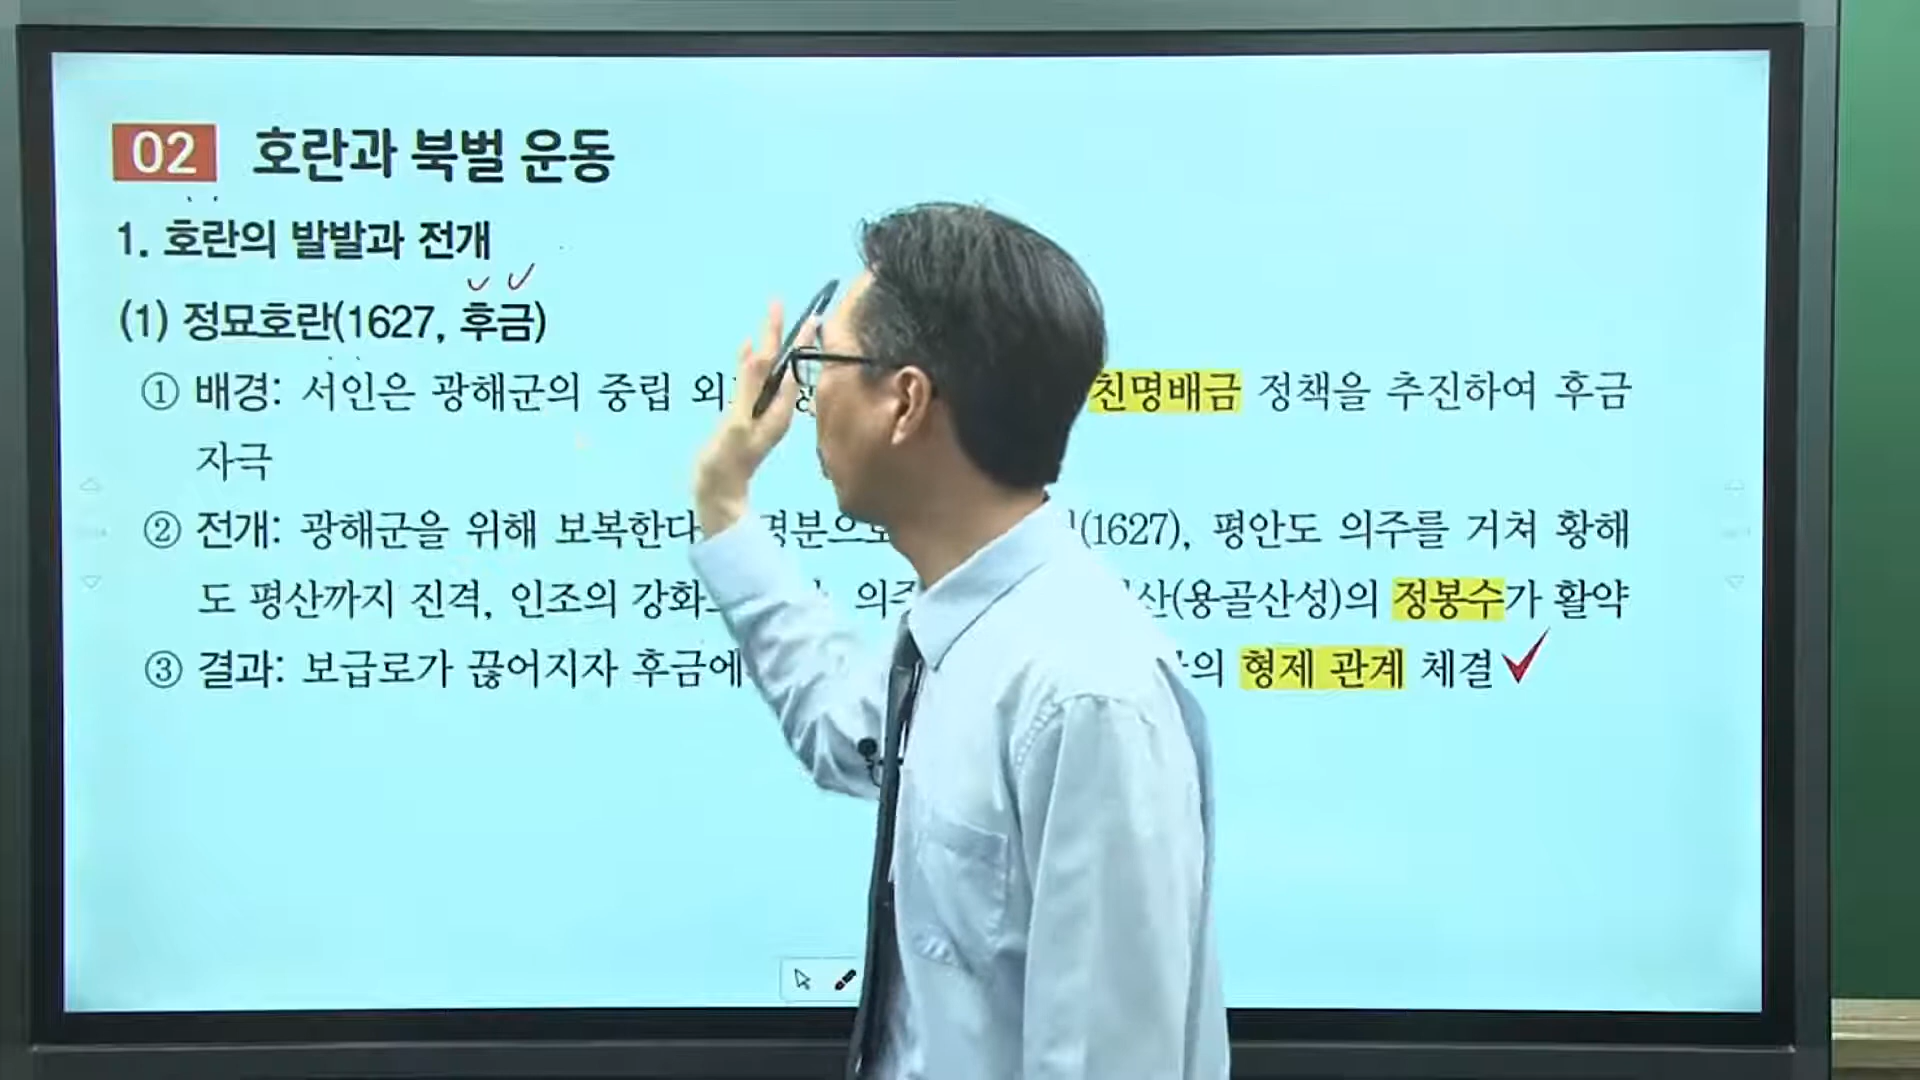 02 호란과 북벌 운동
1. 호란의 발발과 전개
(1) 정묘호란(1627, 후금)
① 배경: 서인은 광해군의 중립 친명배금 정책을 추진하여 후금
자극
② 전개: 광해군을 위해 보복한다 (1627), 평안도 의주를 거쳐 황해
도 평산까지 진격, 인조의 (용골산성)의 정봉수가 활약
③ 결과: 보급로가 끊어지자 후금에 형제 관계 체결